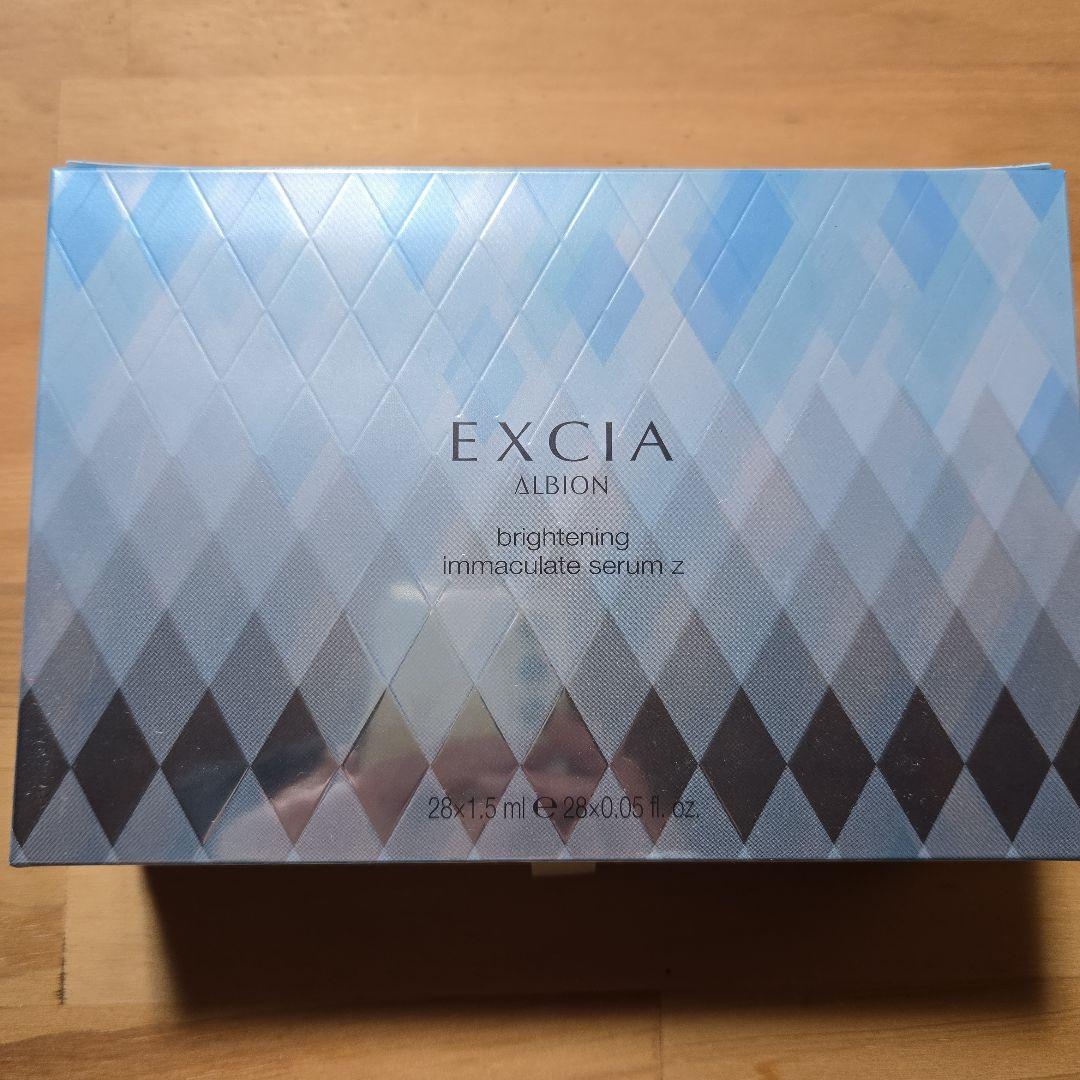 EXCIA
ALBION
brightening
immaculate serum z
28×1.5 ml ℮ 28×0.05 fl. oz.